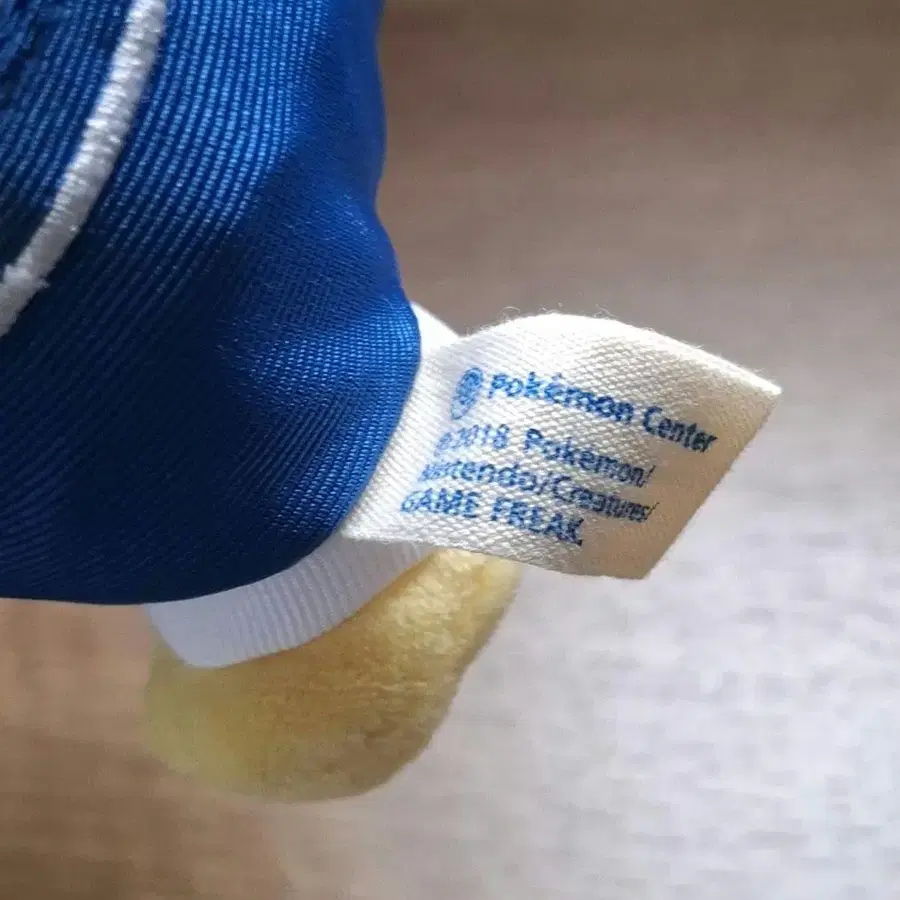 Pokémon Center
©2018 Pokémon/
Nintendo/Creatures/
GAME FREAK